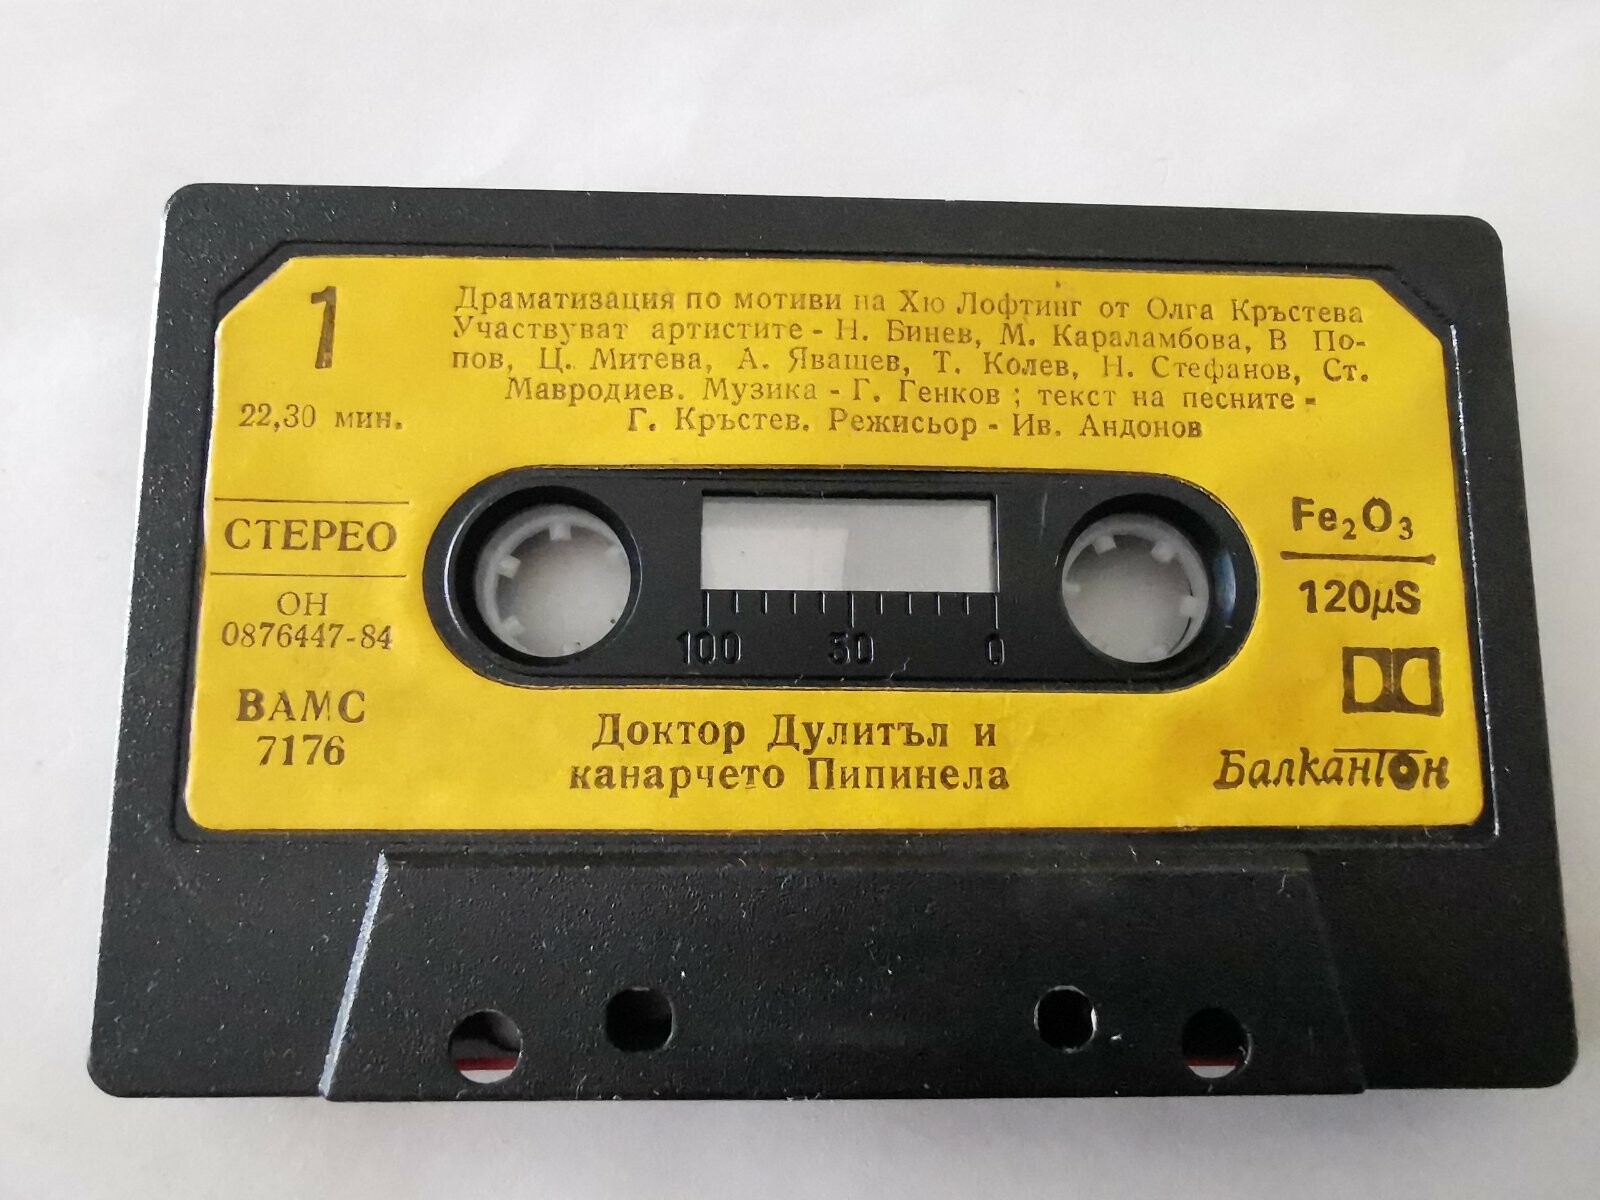 1
22,30 мин.
СТЕРЕО
ОН
0876447-84
ВАМС
7176
Драматизация по мотиви на Хю Лофтинг от Олга Кръстева
Участвуват артистите - Н. Бинев, М. Караламбова, В По-
пов, Ц. Митева, А. Явашев, Т. Колев, Н. Стефанов, Ст.
Мавродиев. Музика - Г. Генков ; текст на песните -
Г. Кръстев. Режисьор - Ив. Андонов
100 50 0
Fe₂O₃
120µS
Доктор Дулитъл и
канарчето Пипинела
Балкантон